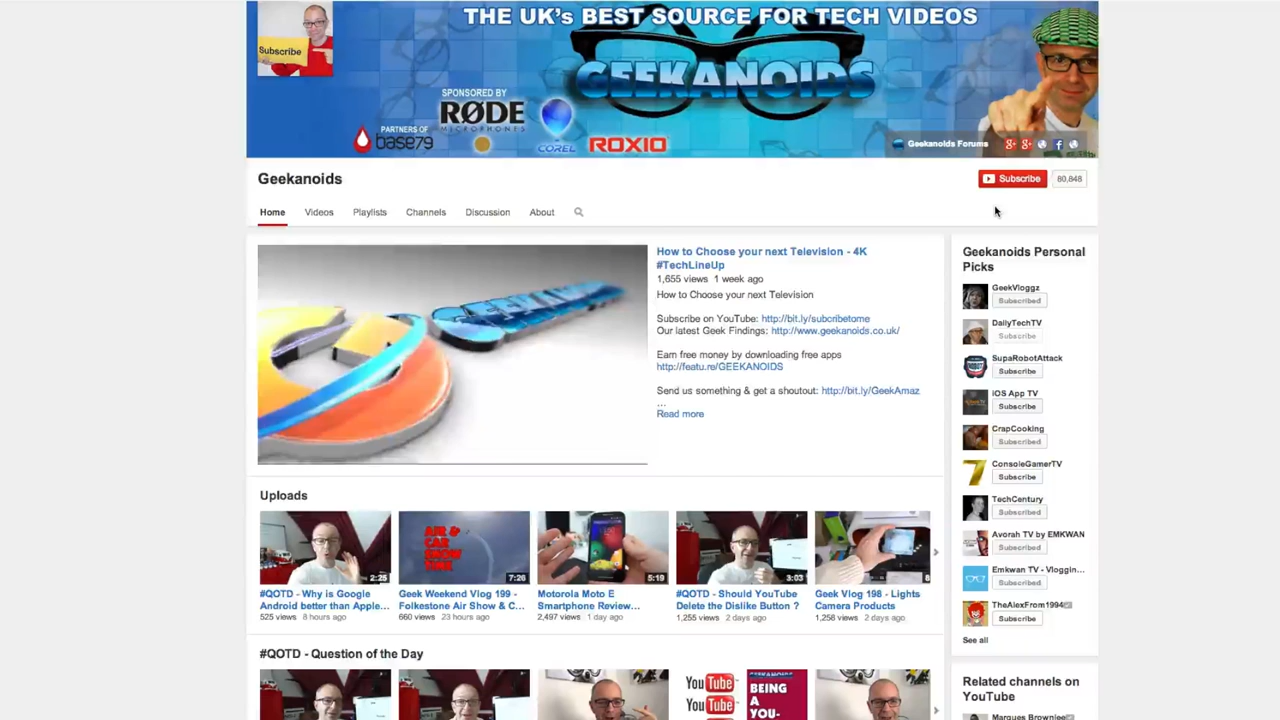 THE UK's BEST SOURCE FOR TECH VIDEOS
Subscribe
GEEKANOIDS
SPONSORED BY
RØDE
MICROPHONES
PARTNERS OF
base79
COREL
ROXIO
Geekanoids Forums
Geekanoids
Subscribe 80,848
Home Videos Playlists Channels Discussion About
How to Choose your next Television - 4K
#TechLineUp
1,655 views 1 week ago
How to Choose your next Television
Subscribe on YouTube: http://bit.ly/subcribetome
Our latest Geek Findings: http://www.geekanoids.co.uk/
Earn free money by downloading free apps
http://featu.re/GEEKANOIDS
Send us something & get a shoutout: http://bit.ly/GeekAmaz
...
Read more
Geekanoids Personal
Picks
GeekVloggz
Subscribed
DailyTechTV
Subscribe
SupaRobotAttack
Subscribe
iOS App TV
Subscribe
CrapCooking
Subscribed
ConsoleGamerTV
Subscribe
TechCentury
Subscribed
Avorah TV by EMKWAN
Subscribed
Emkwan TV - Vloggin...
Subscribed
TheAlexFrom1994
Subscribe
See all
Related channels on
YouTube
Marques Brownlee
Uploads
2:25
AIR &
CAR
SHOW
TIME
7:26
5:19
3:03
8
#QOTD - Why is Google
Android better than Apple...
525 views 8 hours ago
Geek Weekend Vlog 199 -
Folkestone Air Show & C...
660 views 23 hours ago
Motorola Moto E
Smartphone Review...
2,497 views 1 day ago
#QOTD - Should YouTube
Delete the Dislike Button ?
1,255 views 2 days ago
Geek Vlog 198 - Lights
Camera Products
1,256 views 2 days ago
#QOTD - Question of the Day
YouTube
YouTube
BEING
A
YOU-